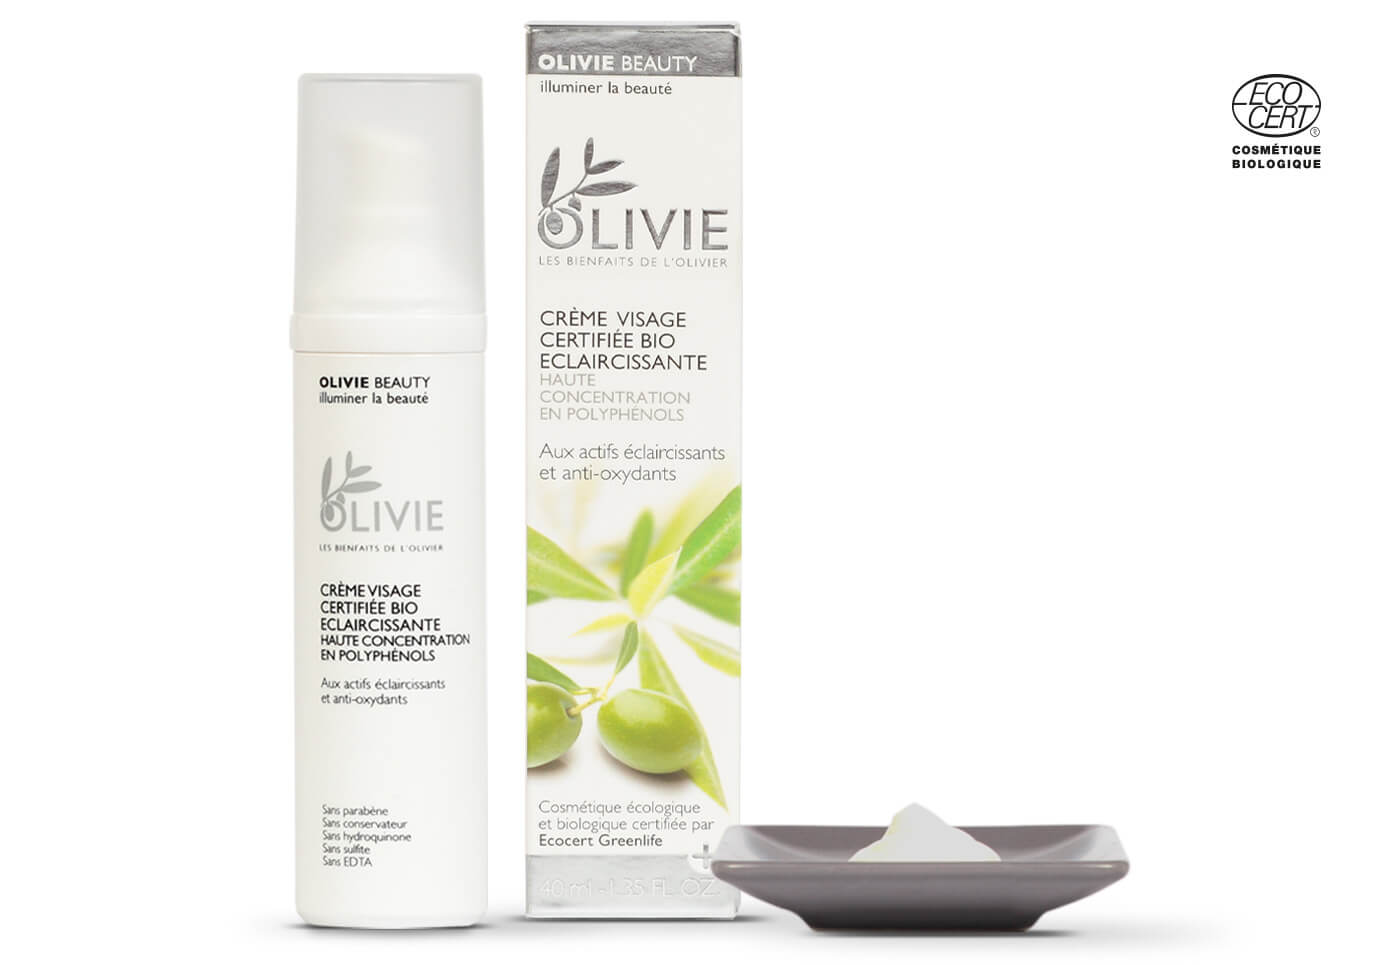 OLIVIE BEAUTY
illuminer la beauté
OLIVIE
LES BIENFAITS DE L'OLIVIER
CRÈME VISAGE
CERTIFIÉE BIO
ECLAIRCISSANTE
HAUTE CONCENTRATION
EN POLYPHÉNOLS
Aux actifs éclaircissants
et anti-oxydants
Sans parabène
Sans conservateur
Sans hydroquinone
Sans sulfite
Sans EDTA
OLIVIE BEAUTY
illuminer la beauté
OLIVIE
LES BIENFAITS DE L'OLIVIER
CRÈME VISAGE
CERTIFIÉE BIO
ECLAIRCISSANTE
HAUTE
CONCENTRATION
EN POLYPHÉNOLS
Aux actifs éclaircissants
et anti-oxydants
Cosmétique écologique
et biologique certifiée par
Ecocert Greenlife
+
40 ml - 1.35 FL. OZ.
ECO
CERT
®
COSMÉTIQUE
BIOLOGIQUE